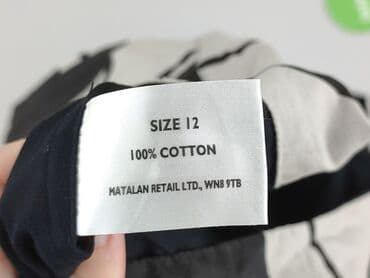 SIZE 12
100% COTTON
MATALAN RETAIL LTD., WN8 9TB